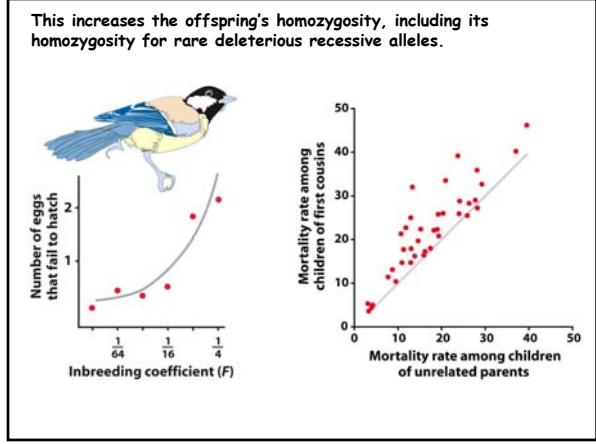 This increases the offspring's homozygosity, including its
homozygosity for rare deleterious recessive alleles.
Number of eggs
that fail to hatch
2
1
1/64
1/16
1/4
Inbreeding coefficient (F)
Mortality rate among
children of first cousins
50
40
30
20
10
0
0 10 20 30 40 50
Mortality rate among children
of unrelated parents